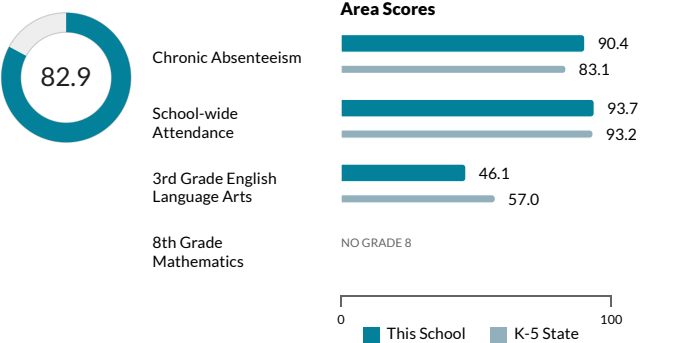 Area Scores
82.9
Chronic Absenteeism
90.4
83.1
School-wide
Attendance
93.7
93.2
3rd Grade English
Language Arts
46.1
57.0
8th Grade
Mathematics
NO GRADE 8
0
100
This School
K-5 State